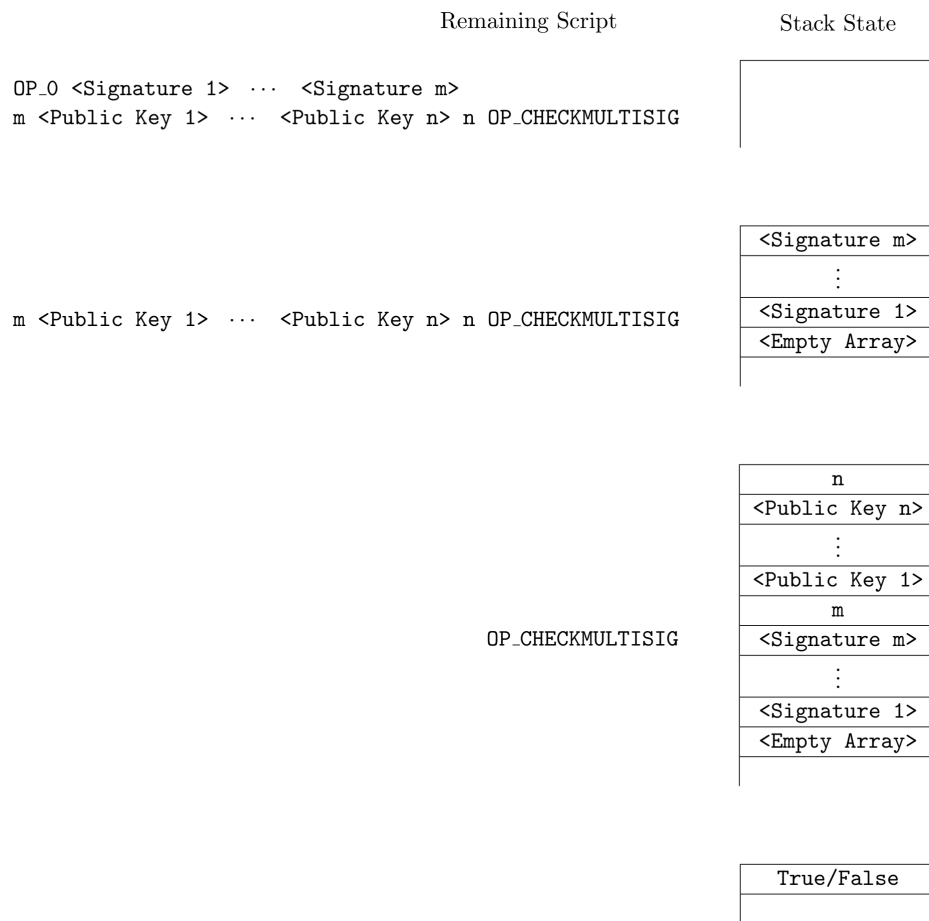 Remaining Script Stack State
OP_0 <Signature 1> ··· <Signature m>
m <Public Key 1> ··· <Public Key n> n OP_CHECKMULTISIG
<Signature m>
⋮
<Signature 1>
<Empty Array>
m <Public Key 1> ··· <Public Key n> n OP_CHECKMULTISIG
n
<Public Key n>
⋮
<Public Key 1>
m
<Signature m>
⋮
<Signature 1>
<Empty Array>
OP_CHECKMULTISIG
True/False